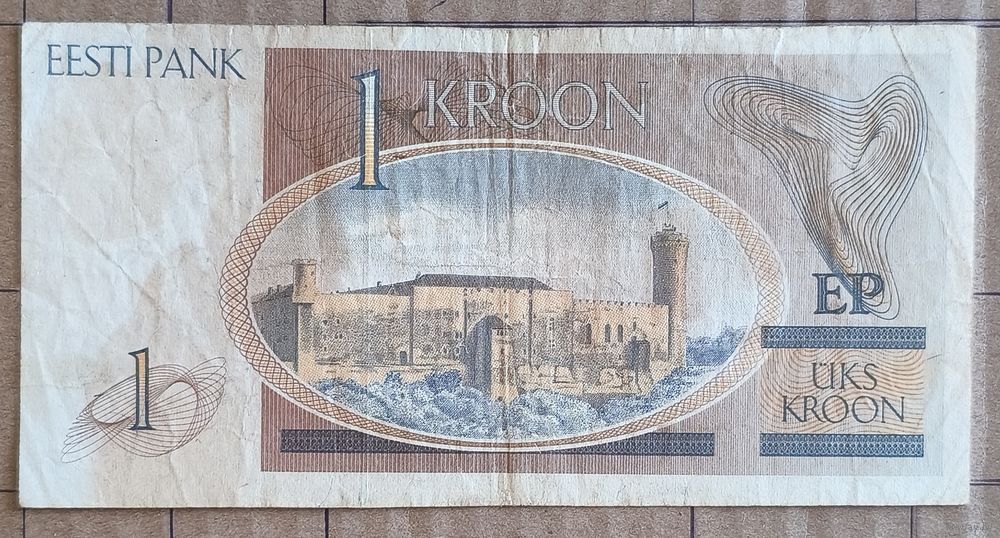 EESTI PANK
1 KROON
1
EP
ÜKS
KROON